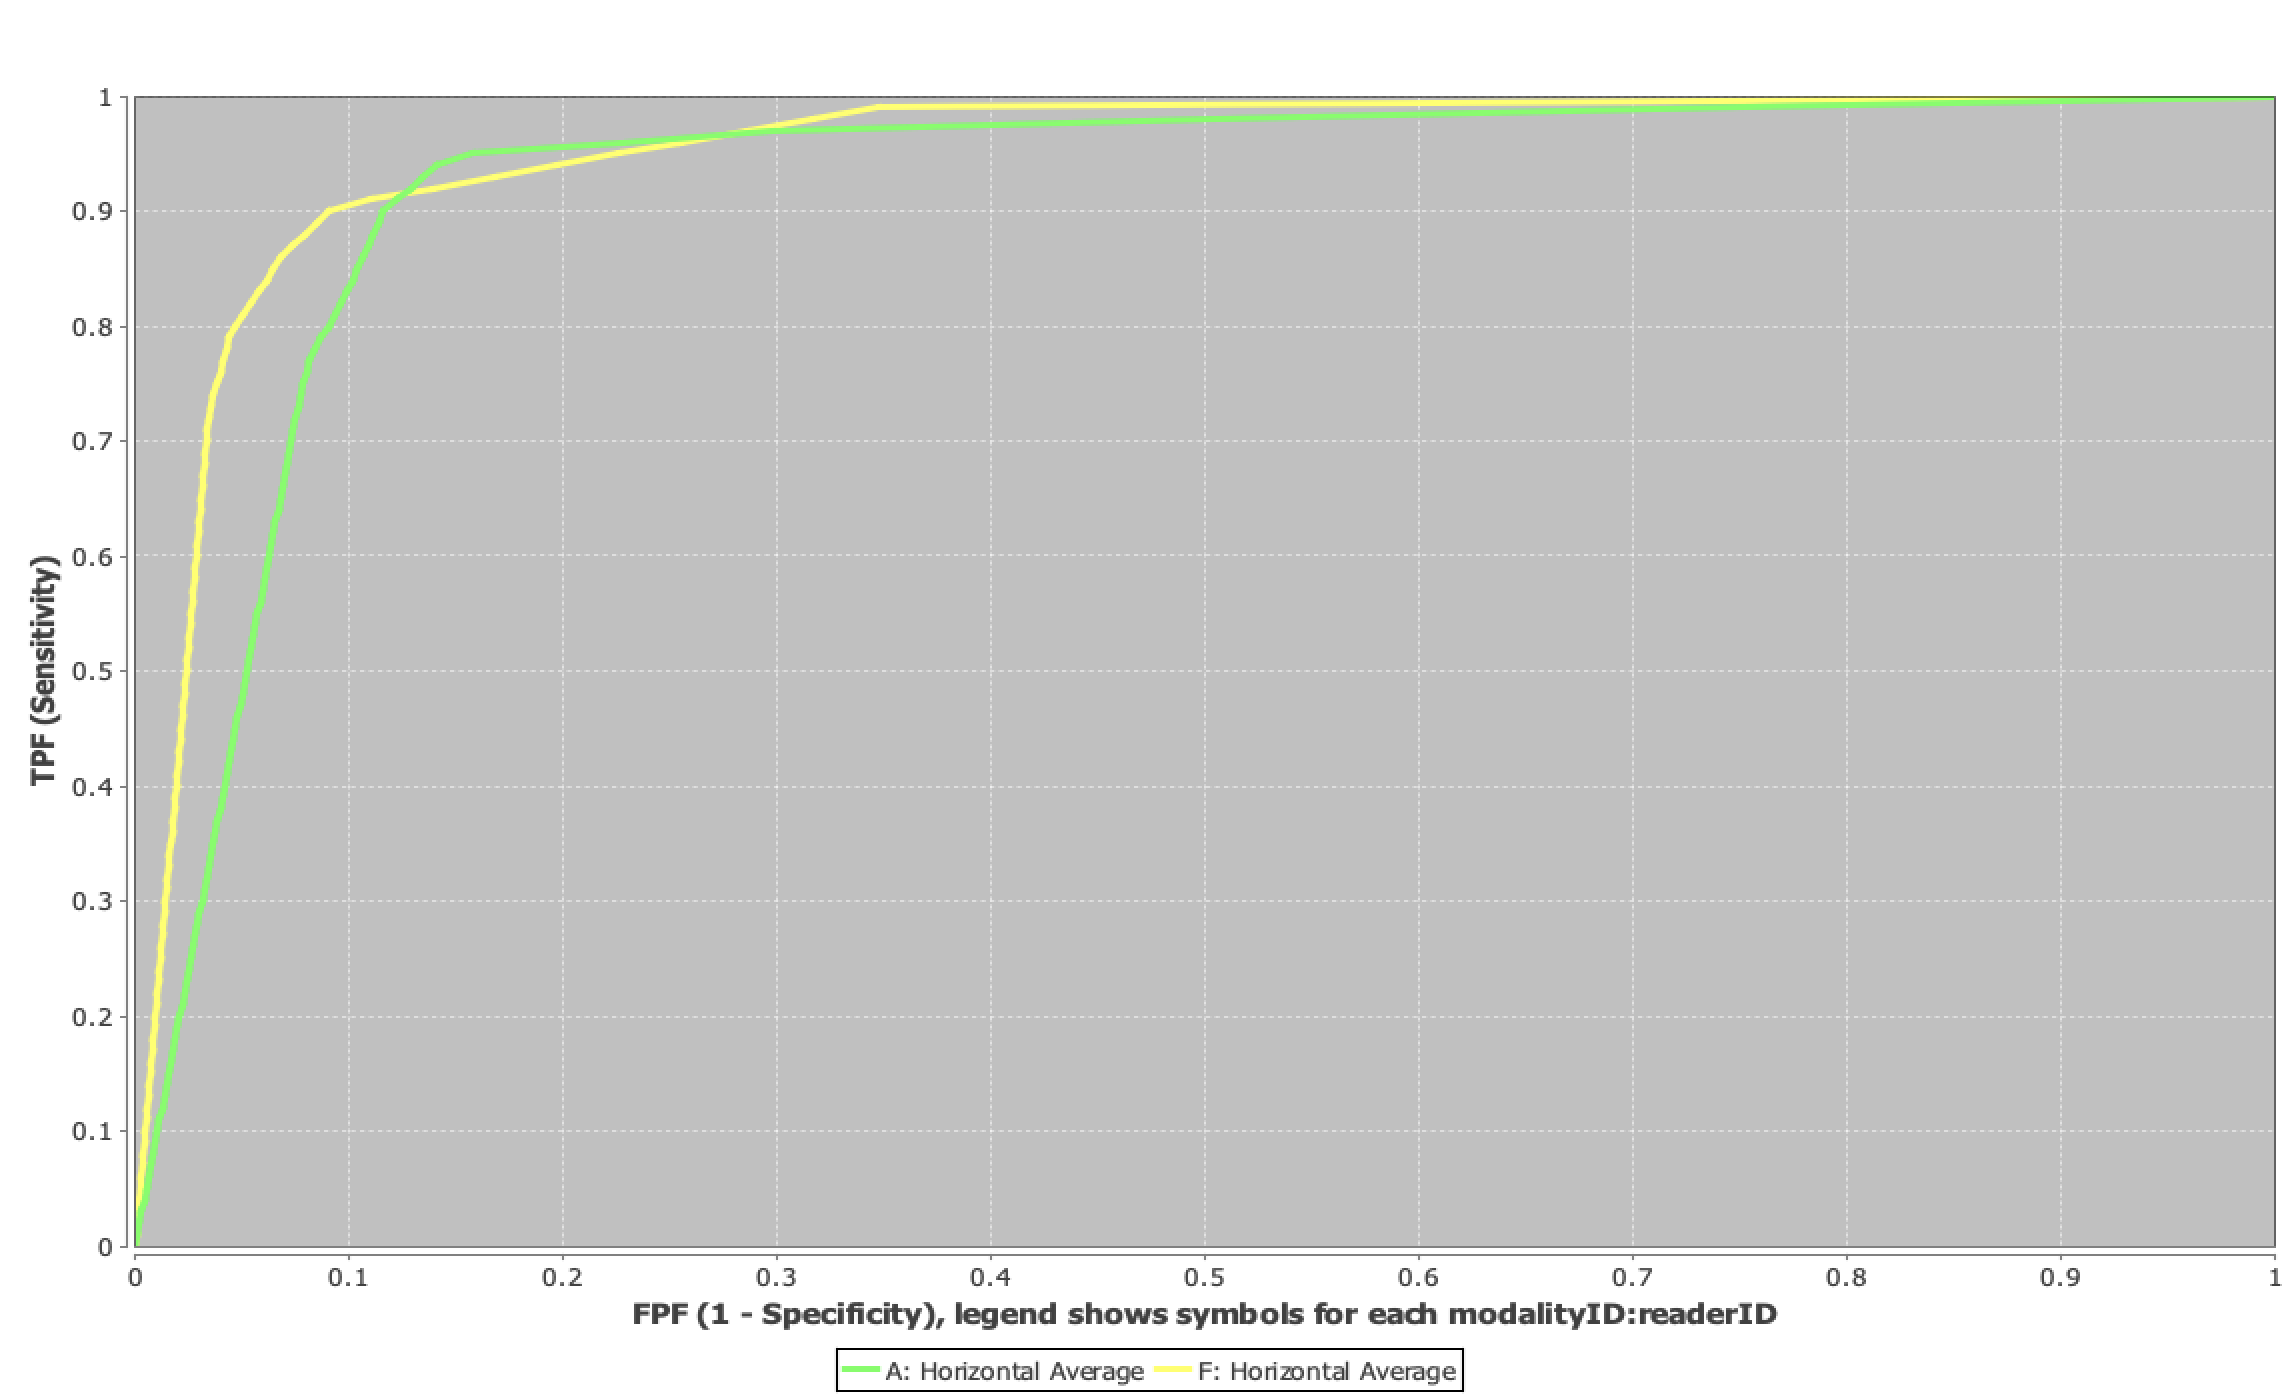 1
0.9
0.8
0.7
0.6
0.5
0.4
0.3
0.2
0.1
0
TPF (Sensitivity)
0 0.1 0.2 0.3 0.4 0.5 0.6 0.7 0.8 0.9 1
FPF (1 - Specificity), legend shows symbols for each modalityID:readerID
A: Horizontal Average F: Horizontal Average